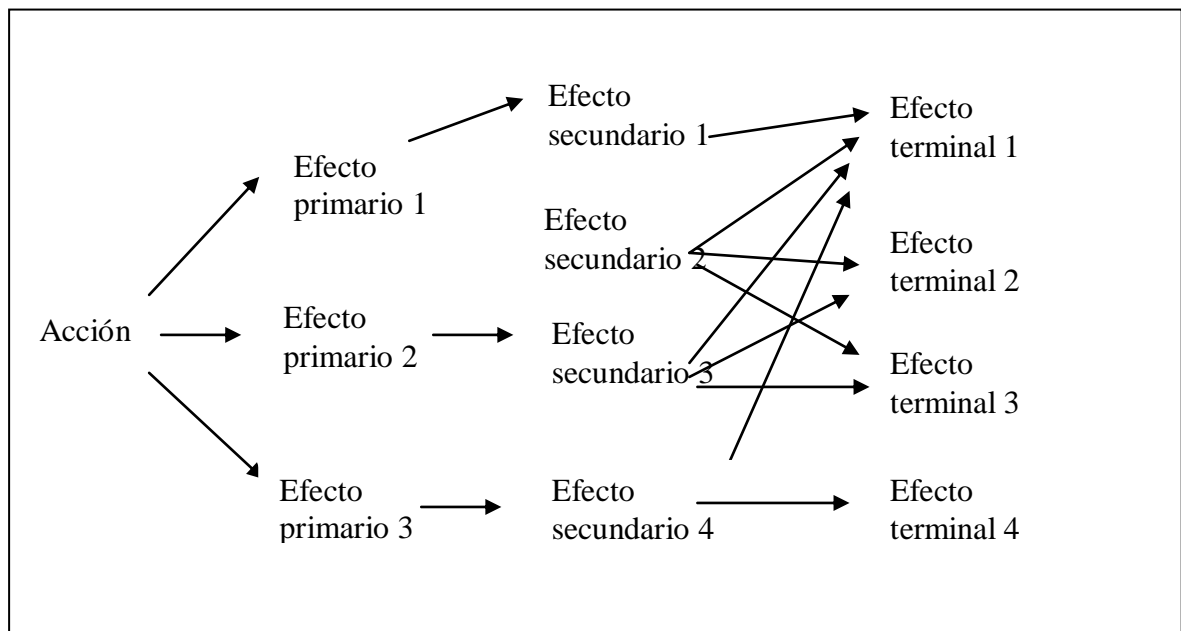 Acción
Efecto
primario 1
Efecto
primario 2
Efecto
primario 3
Efecto
secundario 1
Efecto
secundario 2
Efecto
secundario 3
Efecto
secundario 4
Efecto
terminal 1
Efecto
terminal 2
Efecto
terminal 3
Efecto
terminal 4